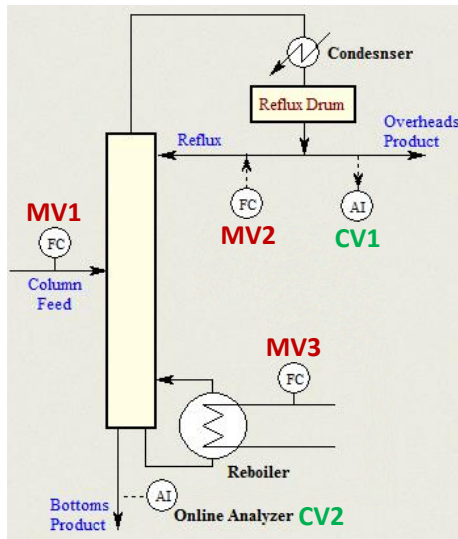 Condesnser
Reflux Drum
Overheads
Product
Reflux
MV1
FC
FC
MV2
AI
CV1
Column
Feed
MV3
FC
Reboiler
Bottoms
Product
AI
Online Analyzer CV2